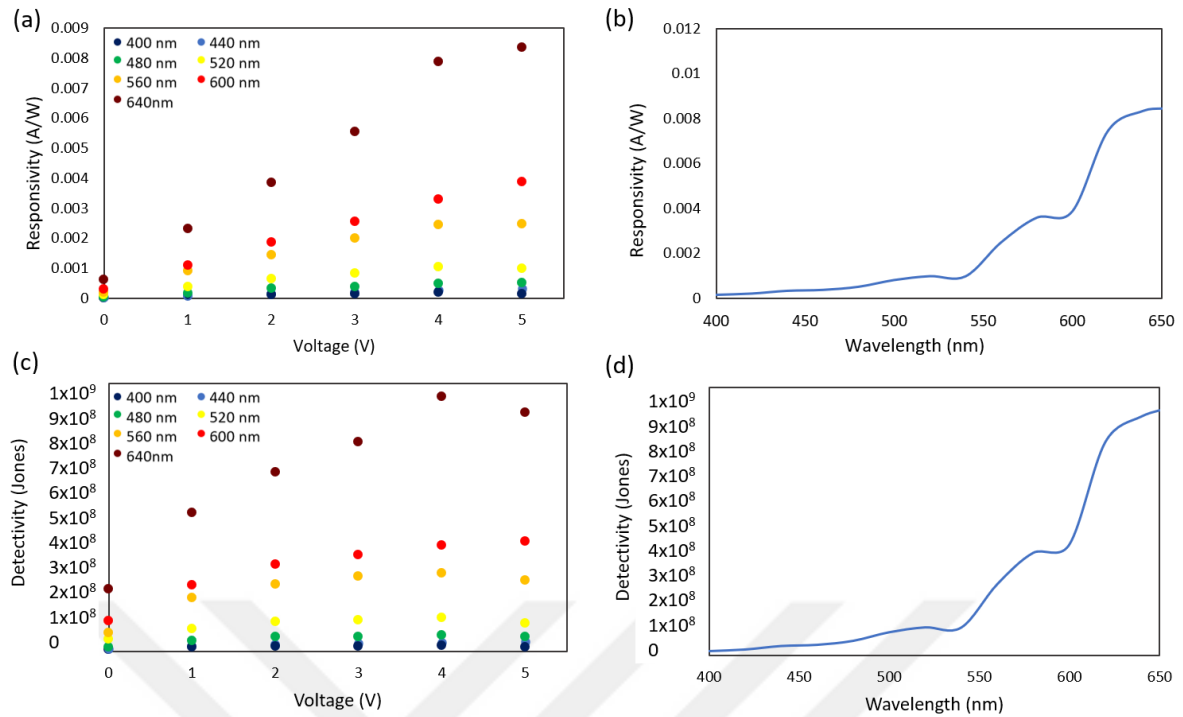 (a)
0.009
0.008
0.007
0.006
0.005
0.004
0.003
0.002
0.001
0
Responsivity (A/W)
400 nm 440 nm
480 nm 520 nm
560 nm 600 nm
640nm
0 1 2 3 4 5
Voltage (V)
(b)
0.012
0.01
0.008
0.006
0.004
0.002
0
Responsivity (A/W)
400 450 500 550 600 650
Wavelength (nm)
(c)
1x10⁹
9x10⁸
8x10⁸
7x10⁸
6x10⁸
5x10⁸
4x10⁸
3x10⁸
2x10⁸
1x10⁸
0
Detectivity (Jones)
400 nm 440 nm
480 nm 520 nm
560 nm 600 nm
640nm
0 1 2 3 4 5
Voltage (V)
(d)
1x10⁹
9x10⁸
8x10⁸
7x10⁸
6x10⁸
5x10⁸
4x10⁸
3x10⁸
2x10⁸
1x10⁸
0
Detectivity (Jones)
400 450 500 550 600 650
Wavelength (nm)